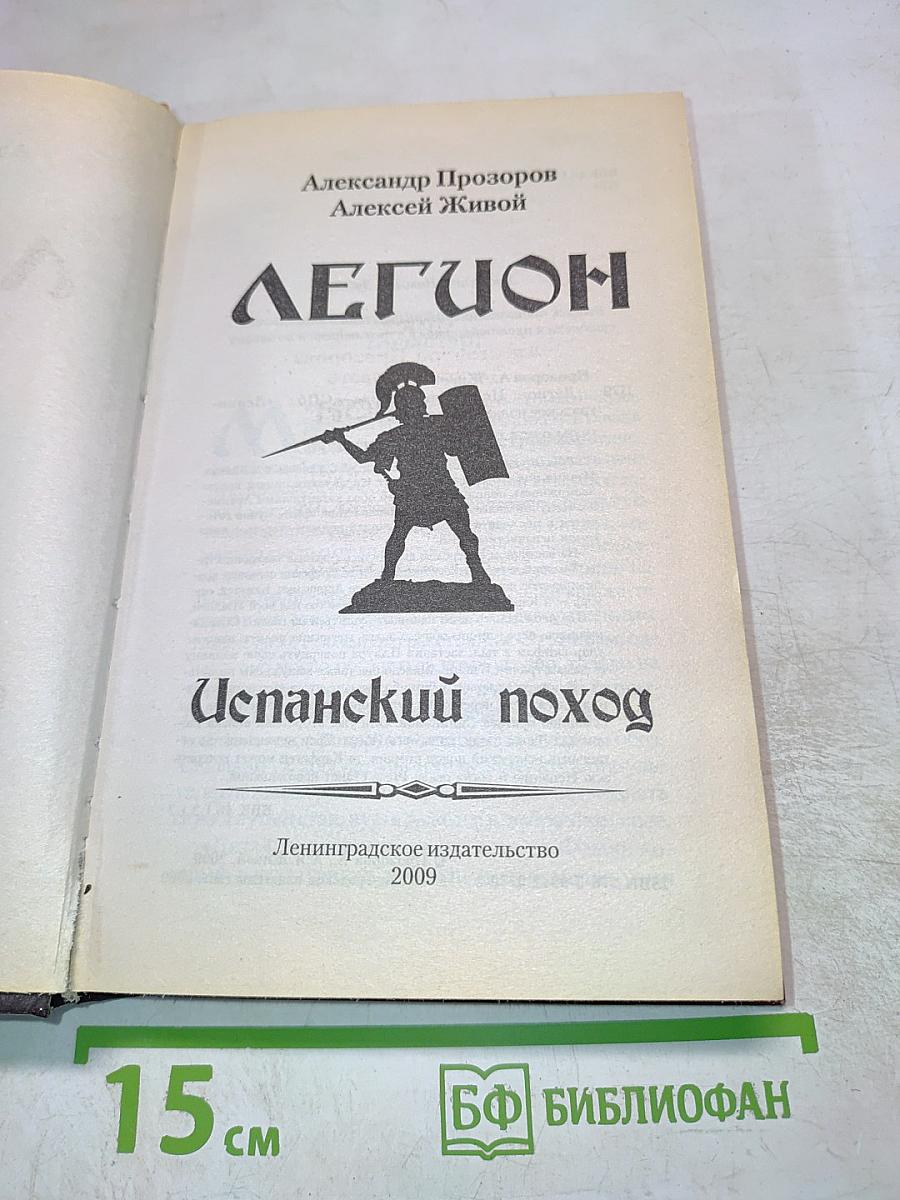 Александр Прозоров
Алексей Живой
ЛЕГИОН
Испанский поход
Ленинградское издательство
2009
15 см
БФ БИБЛИОФАН